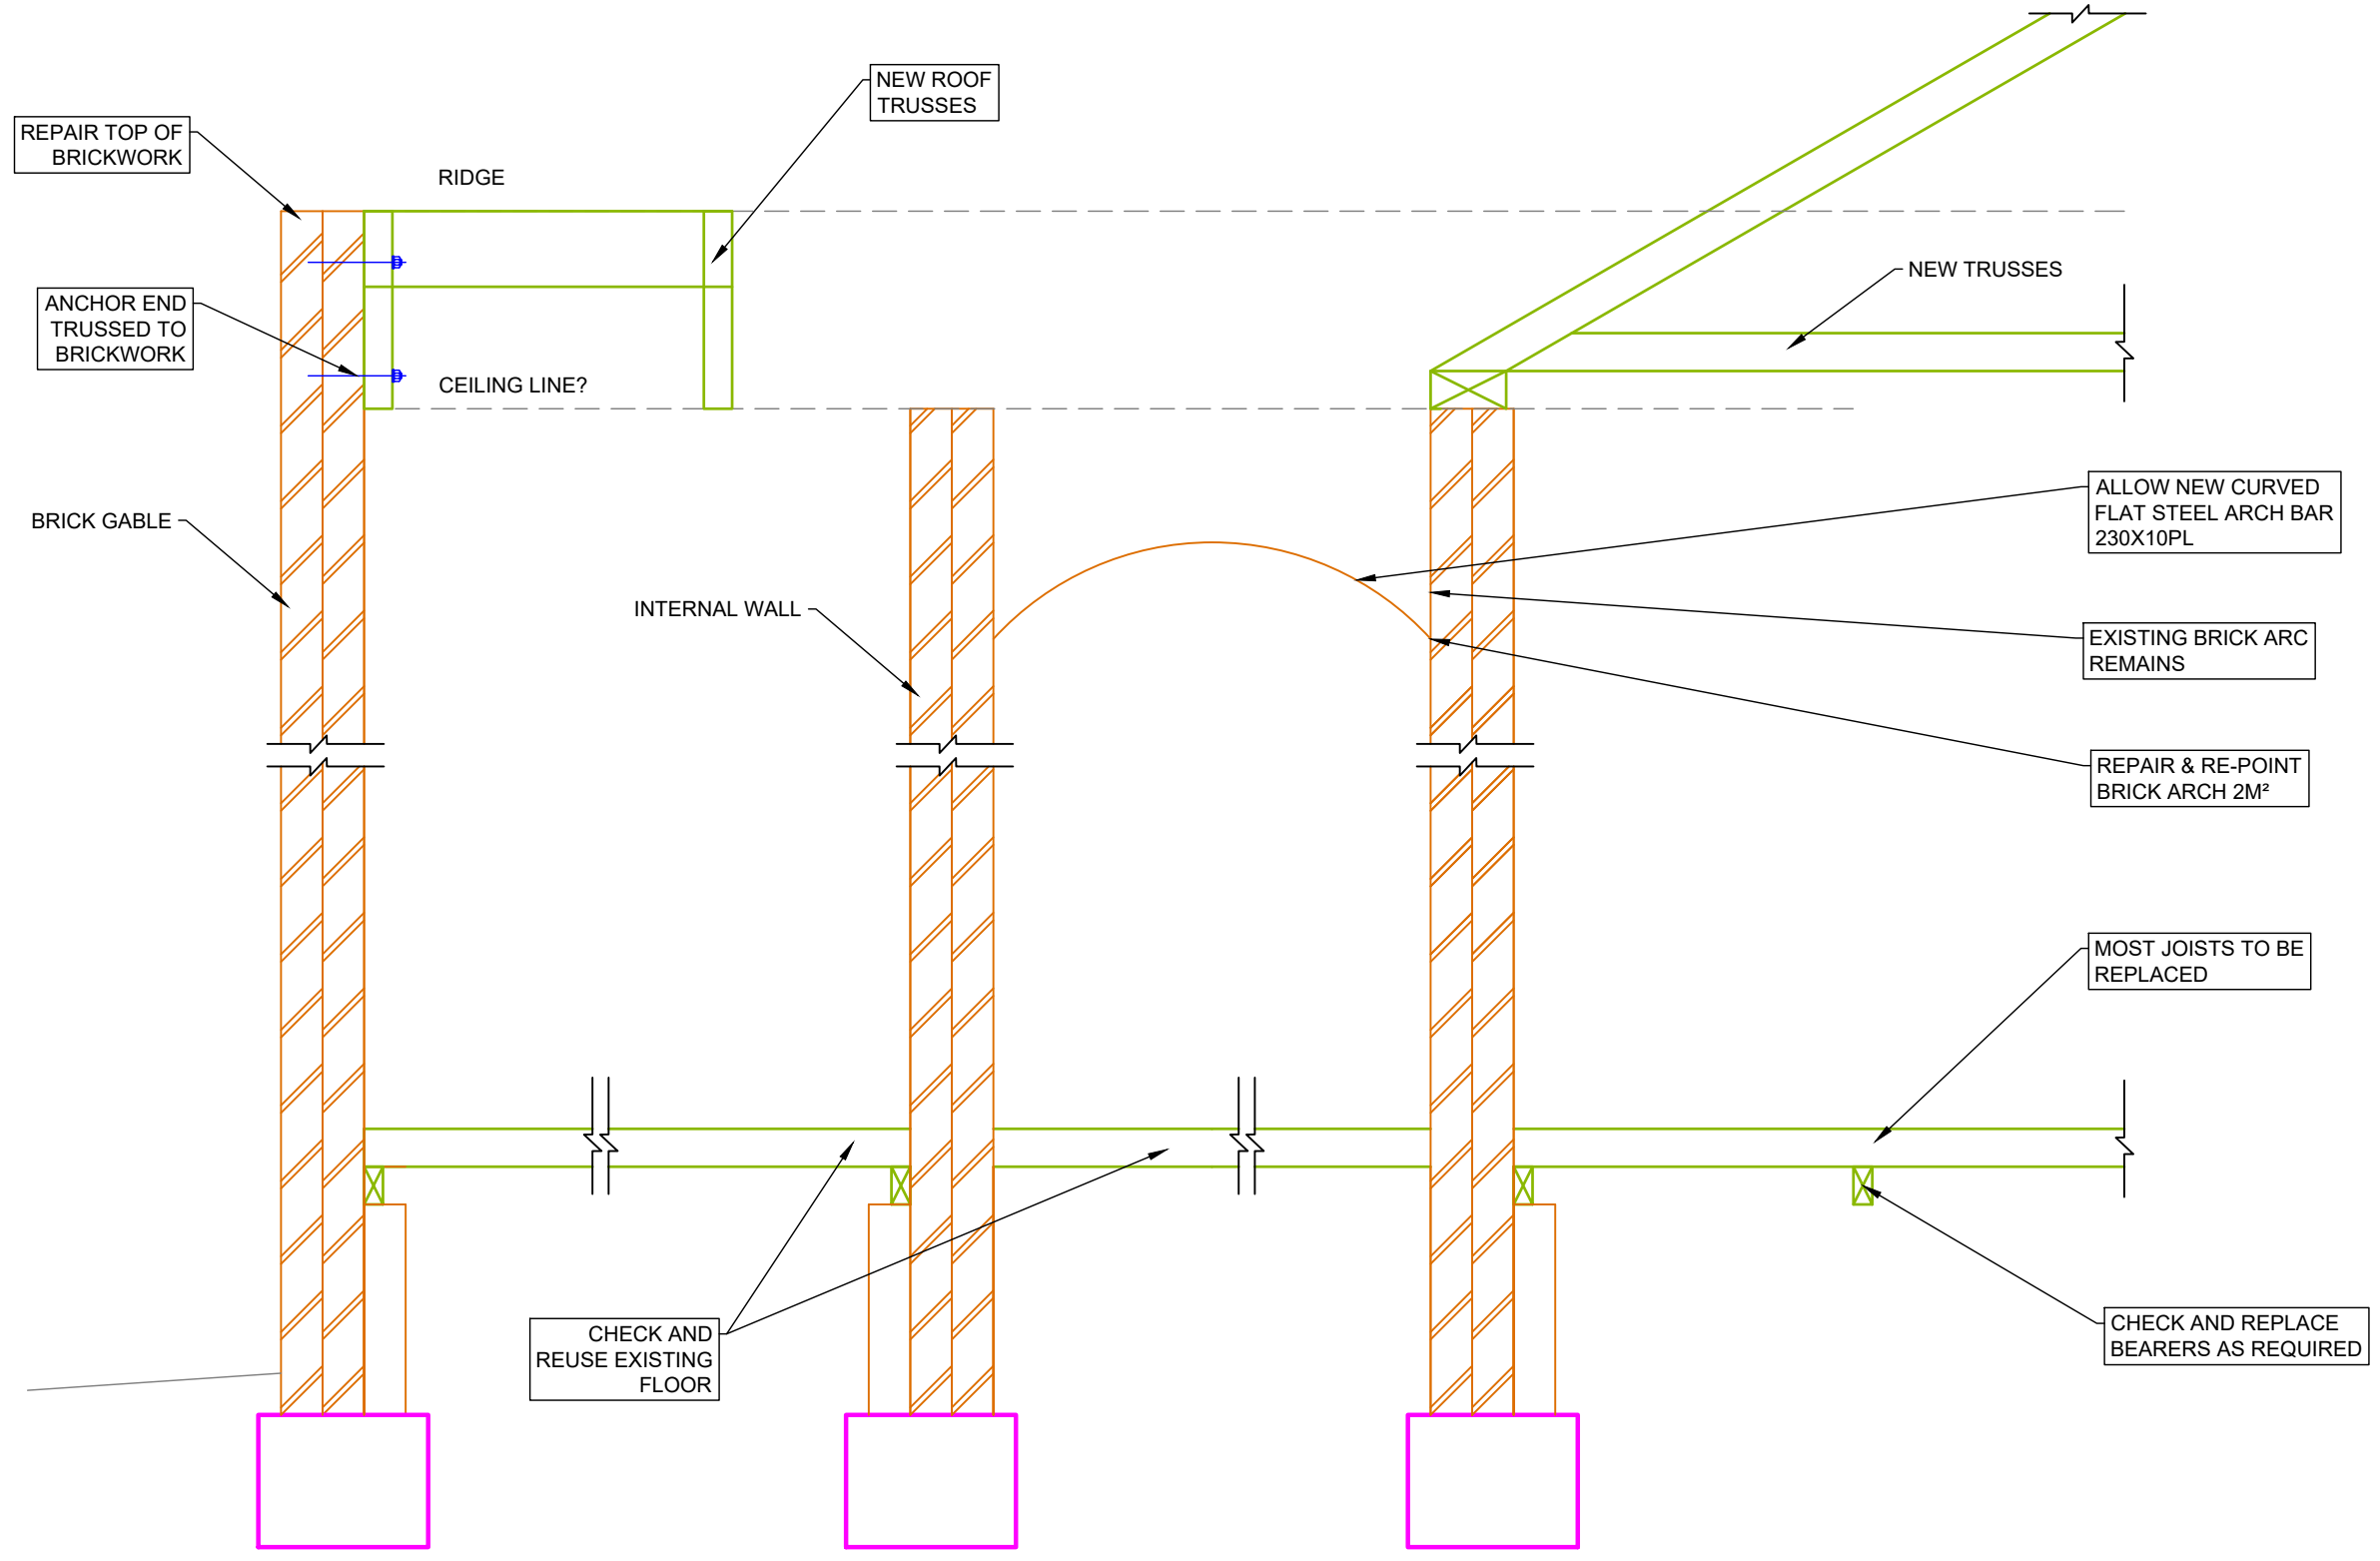 NEW ROOF
TRUSSES
REPAIR TOP OF
BRICKWORK
RIDGE
NEW TRUSSES
ANCHOR END
TRUSSED TO
BRICKWORK
CEILING LINE?
ALLOW NEW CURVED
FLAT STEEL ARCH BAR
230X10PL
BRICK GABLE
INTERNAL WALL
EXISTING BRICK ARC
REMAINS
REPAIR & RE-POINT
BRICK ARCH 2M²
MOST JOISTS TO BE
REPLACED
CHECK AND
REUSE EXISTING
FLOOR
CHECK AND REPLACE
BEARERS AS REQUIRED